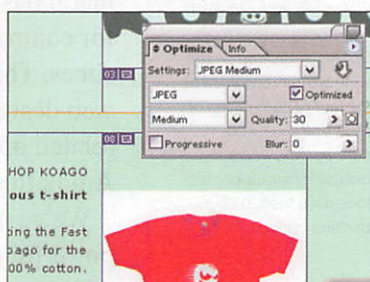 Optimize Info
Settings: JPEG Medium
03
JPEG Optimized
Medium Quality: 30
08
Progressive Blur: 0
HOP KOAGO
ous t-shirt
ting the Fast
oago for the
00% cotton.